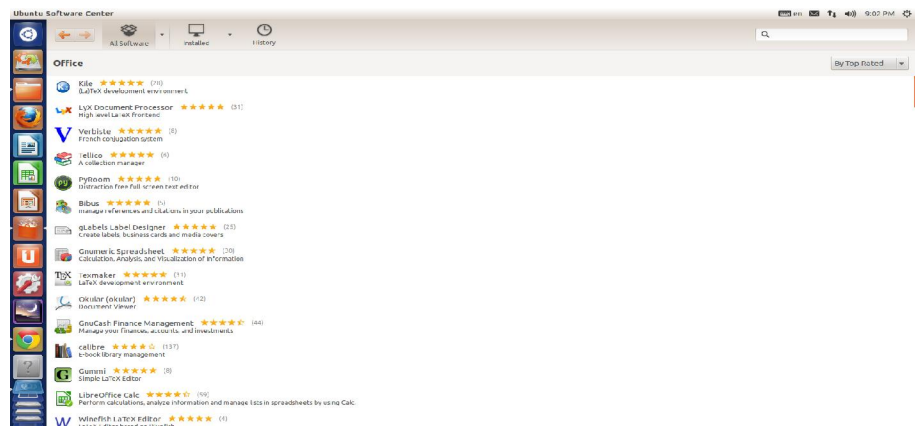 Ubuntu Software Center
en
9:02 PM
All Software
Installed
History
Office
By Top Rated
Kile (20)
(La)TeX development environment
LyX Document Processor (31)
High level LaTeX frontend
Verbiste (6)
French conjugation system
Tellico (4)
A collection manager
PyRoom (10)
Distraction free full screen text editor
Bibus (5)
manage references and citations in your publications
gLabels Label Designer (23)
Create labels, business cards and media covers
Gnumeric Spreadsheet (30)
Calculation, Analysis, and Visualization of Information
Texmaker (11)
LaTeX development environment
Okular (okular) (42)
Document Viewer
GnuCash Finance Management (44)
Manage your finances, accounts, and investments
calibre (137)
E-book library management
Gummi (8)
Simple LaTeX Editor
LibreOffice Calc (99)
Perform calculations, analyze information and manage lists in spreadsheets by using Calc.
Winefish LaTeX Editor (4)